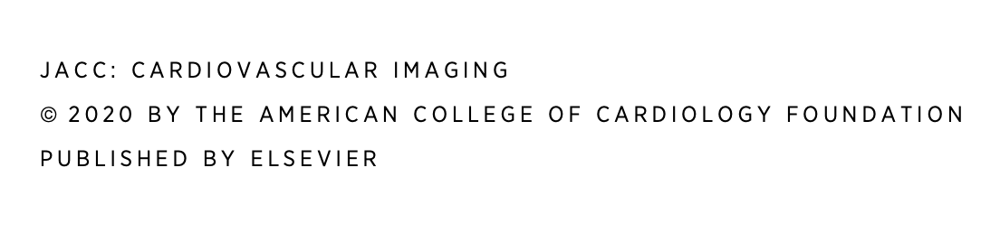 JACC: CARDIOVASCULAR IMAGING
© 2020 BY THE AMERICAN COLLEGE OF CARDIOLOGY FOUNDATION
PUBLISHED BY ELSEVIER